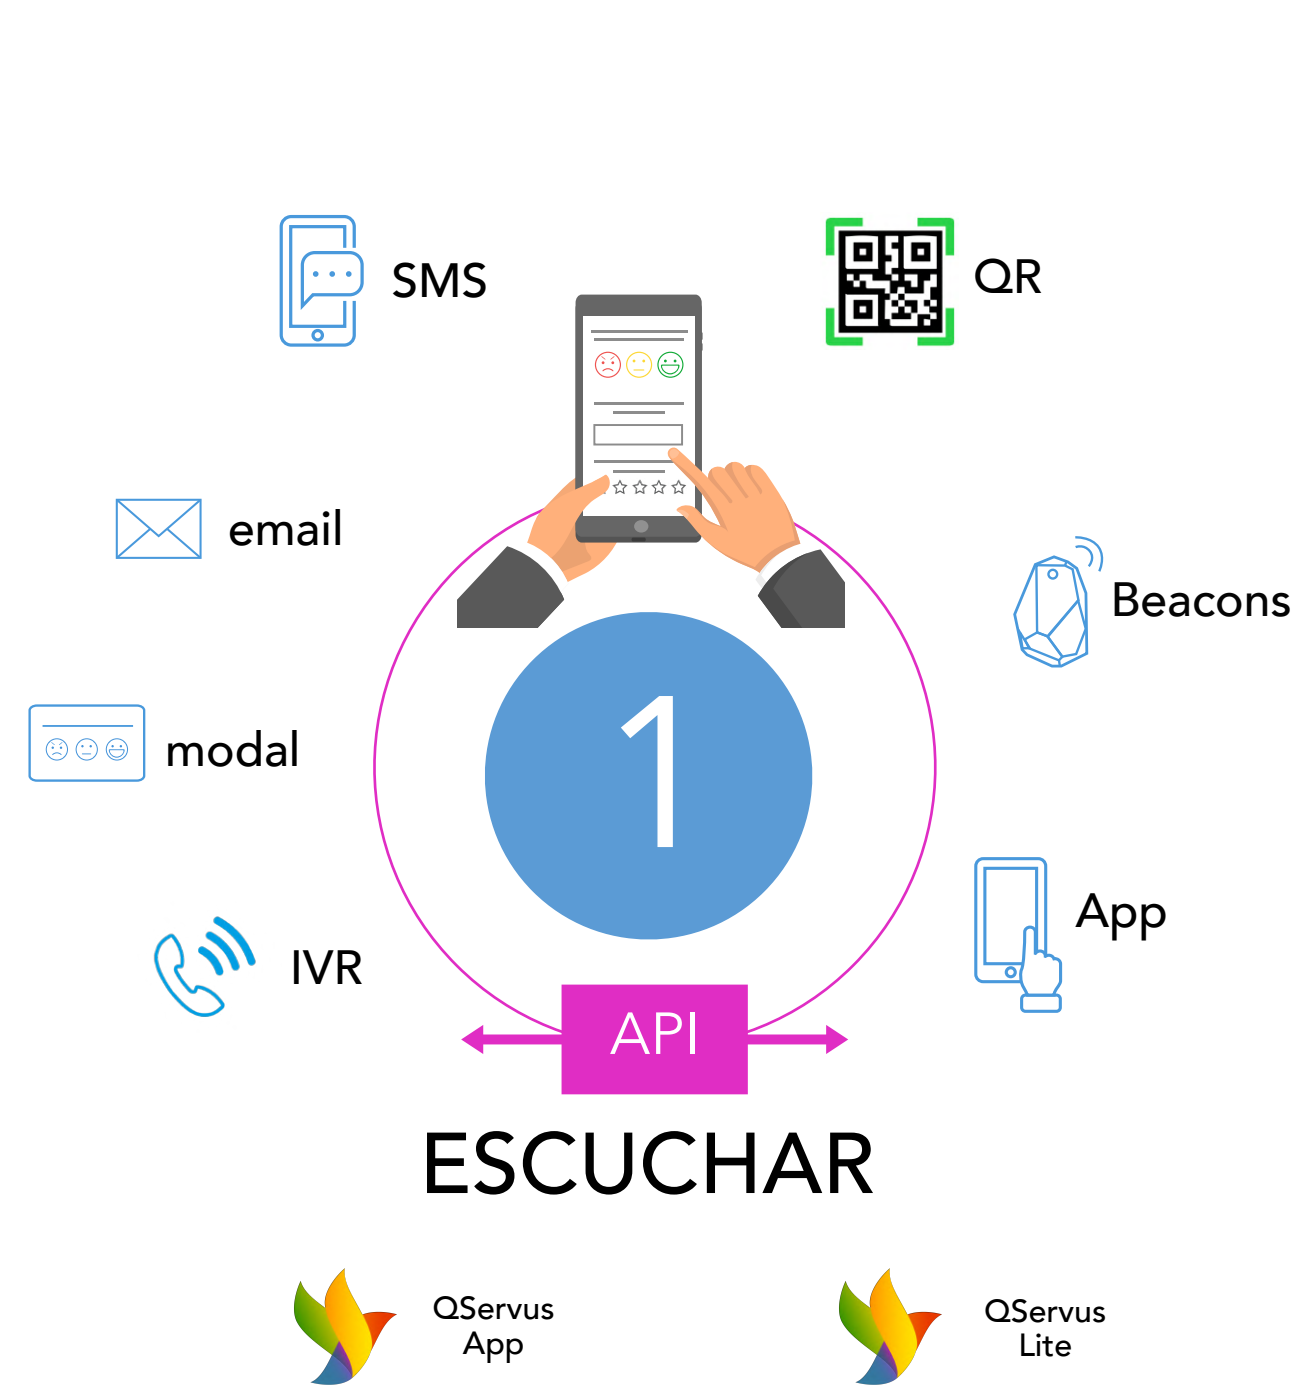 SMS
QR
email
Beacons
modal
1
App
IVR
API
ESCUCHAR
QServus
App
QServus
Lite